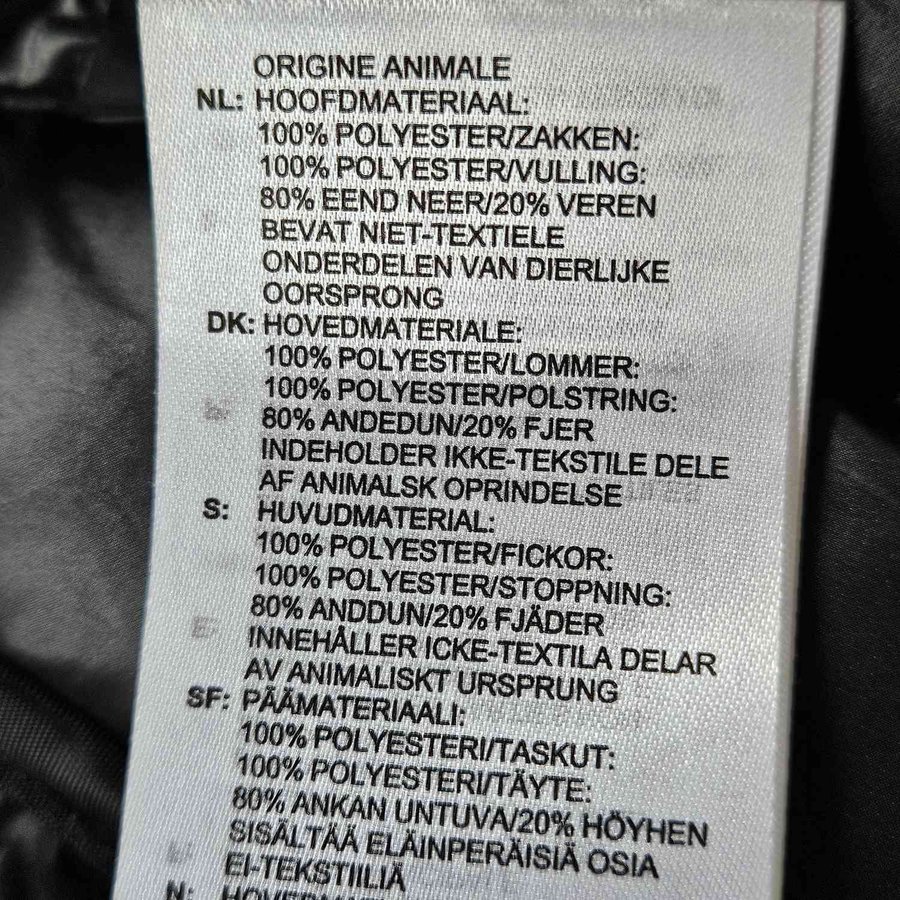 ORIGINE ANIMALE
NL: HOOFDMATERIAAL:
100% POLYESTER/ZAKKEN:
100% POLYESTER/VULLING:
80% EEND NEER/20% VEREN
BEVAT NIET-TEXTIELE
ONDERDELEN VAN DIERLIJKE
OORSPRONG
DK: HOVEDMATERIALE:
100% POLYESTER/LOMMER:
100% POLYESTER/POLSTRING:
80% ANDEDUN/20% FJER
INDEHOLDER IKKE-TEKSTILE DELE
AF ANIMALSK OPRINDELSE
S: HUVUDMATERIAL:
100% POLYESTER/FICKOR:
100% POLYESTER/STOPPNING:
80% ANDDUN/20% FJÄDER
INNEHÅLLER ICKE-TEXTILA DELAR
AV ANIMALISKT URSPRUNG
SF: PÄÄMATERIAALI:
100% POLYESTERI/TASKUT:
100% POLYESTERI/TÄYTE:
80% ANKAN UNTUVA/20% HÖYHEN
SISÄLTÄÄ ELÄINPERÄISIÄ OSIA
EI-TEKSTIILIÄ
N: